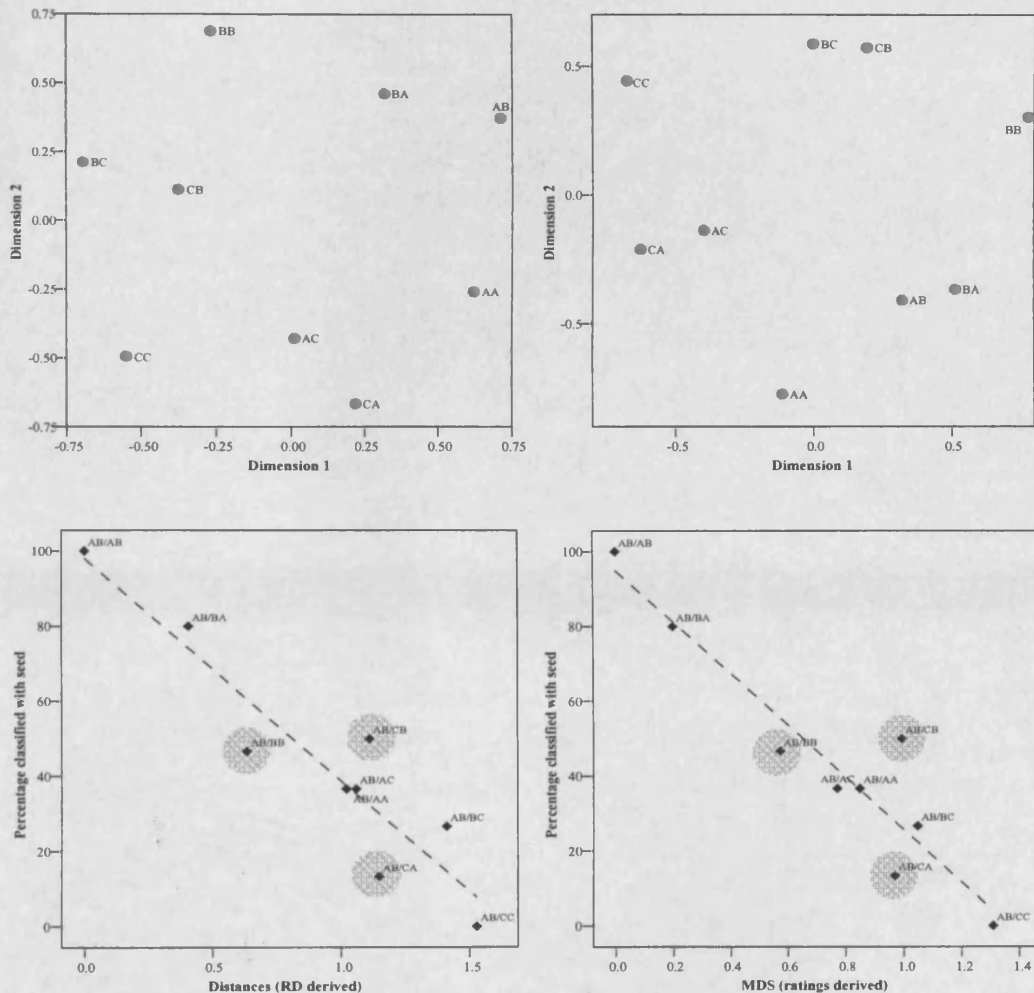 0.75
0.50
0.25
0.00
-0.25
-0.50
-0.75
Dimension 2
BB
BA
AB
BC
CB
AA
AC
CC
CA
-0.75
-0.50
-0.25
0.00
0.25
0.50
0.75
Dimension 1
0.5
0.0
-0.5
Dimension 2
BC
CB
CC
BB
AC
CA
BA
AB
AA
-0.5
0.0
0.5
Dimension 1
100
80
60
40
20
0
Percentage classified with seed
AB/AB
AB/BA
AB/BB
AB/CB
AB/AC
AB/AA
AB/BC
AB/CA
AB/CC
0.0
0.5
1.0
1.5
Distances (RD derived)
100
80
60
40
20
0
Percentage classified with seed
AB/AB
AB/BA
AB/BB
AB/CB
AB/AC
AB/AA
AB/BC
AB/CA
AB/CC
0.0
0.2
0.4
0.6
0.8
1.0
1.2
1.4
MDS (ratings derived)